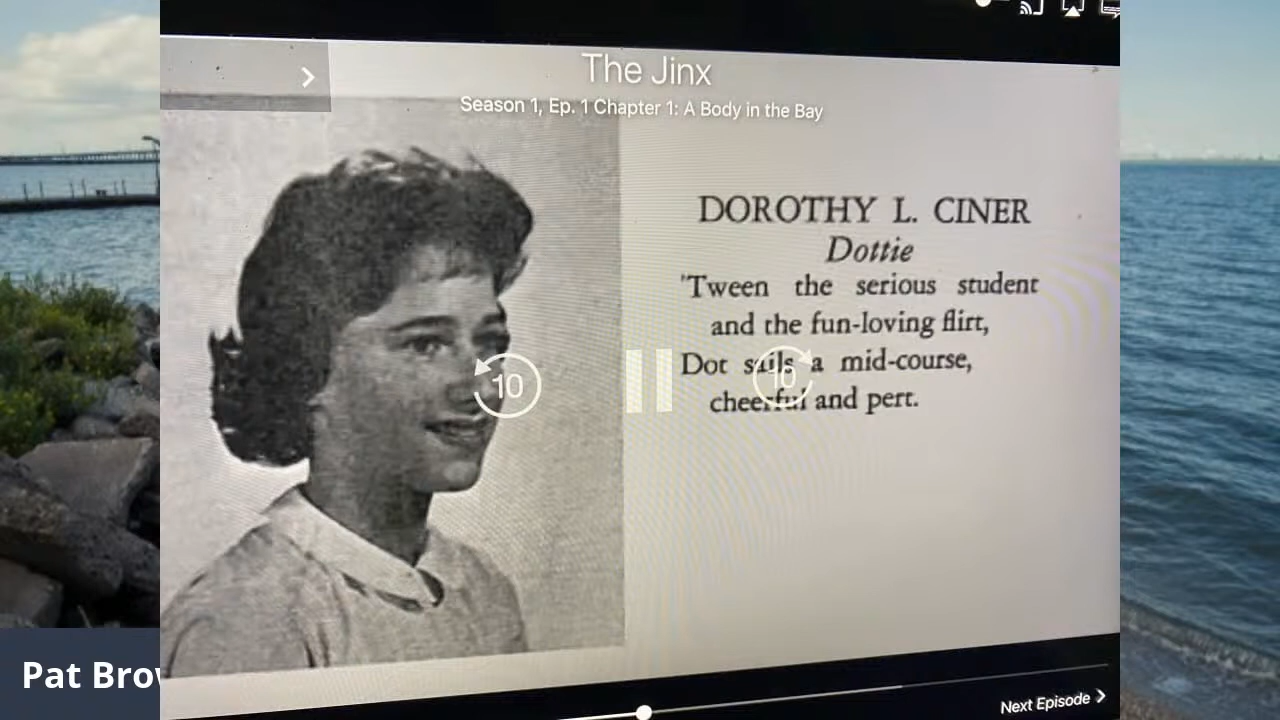 The Jinx
Season 1, Ep. 1 Chapter 1: A Body in the Bay
DOROTHY L. CINER
Dottie
'Tween the serious student
and the fun-loving flirt,
Dot sails a mid-course,
cheerful and pert.
10
10
Next Episode
Pat Brow